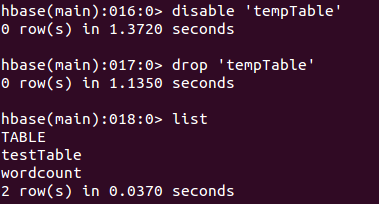 hbase(main):016:0> disable 'tempTable'
0 row(s) in 1.3720 seconds
hbase(main):017:0> drop 'tempTable'
0 row(s) in 1.1350 seconds
hbase(main):018:0> list
TABLE
testTable
wordcount
2 row(s) in 0.0370 seconds